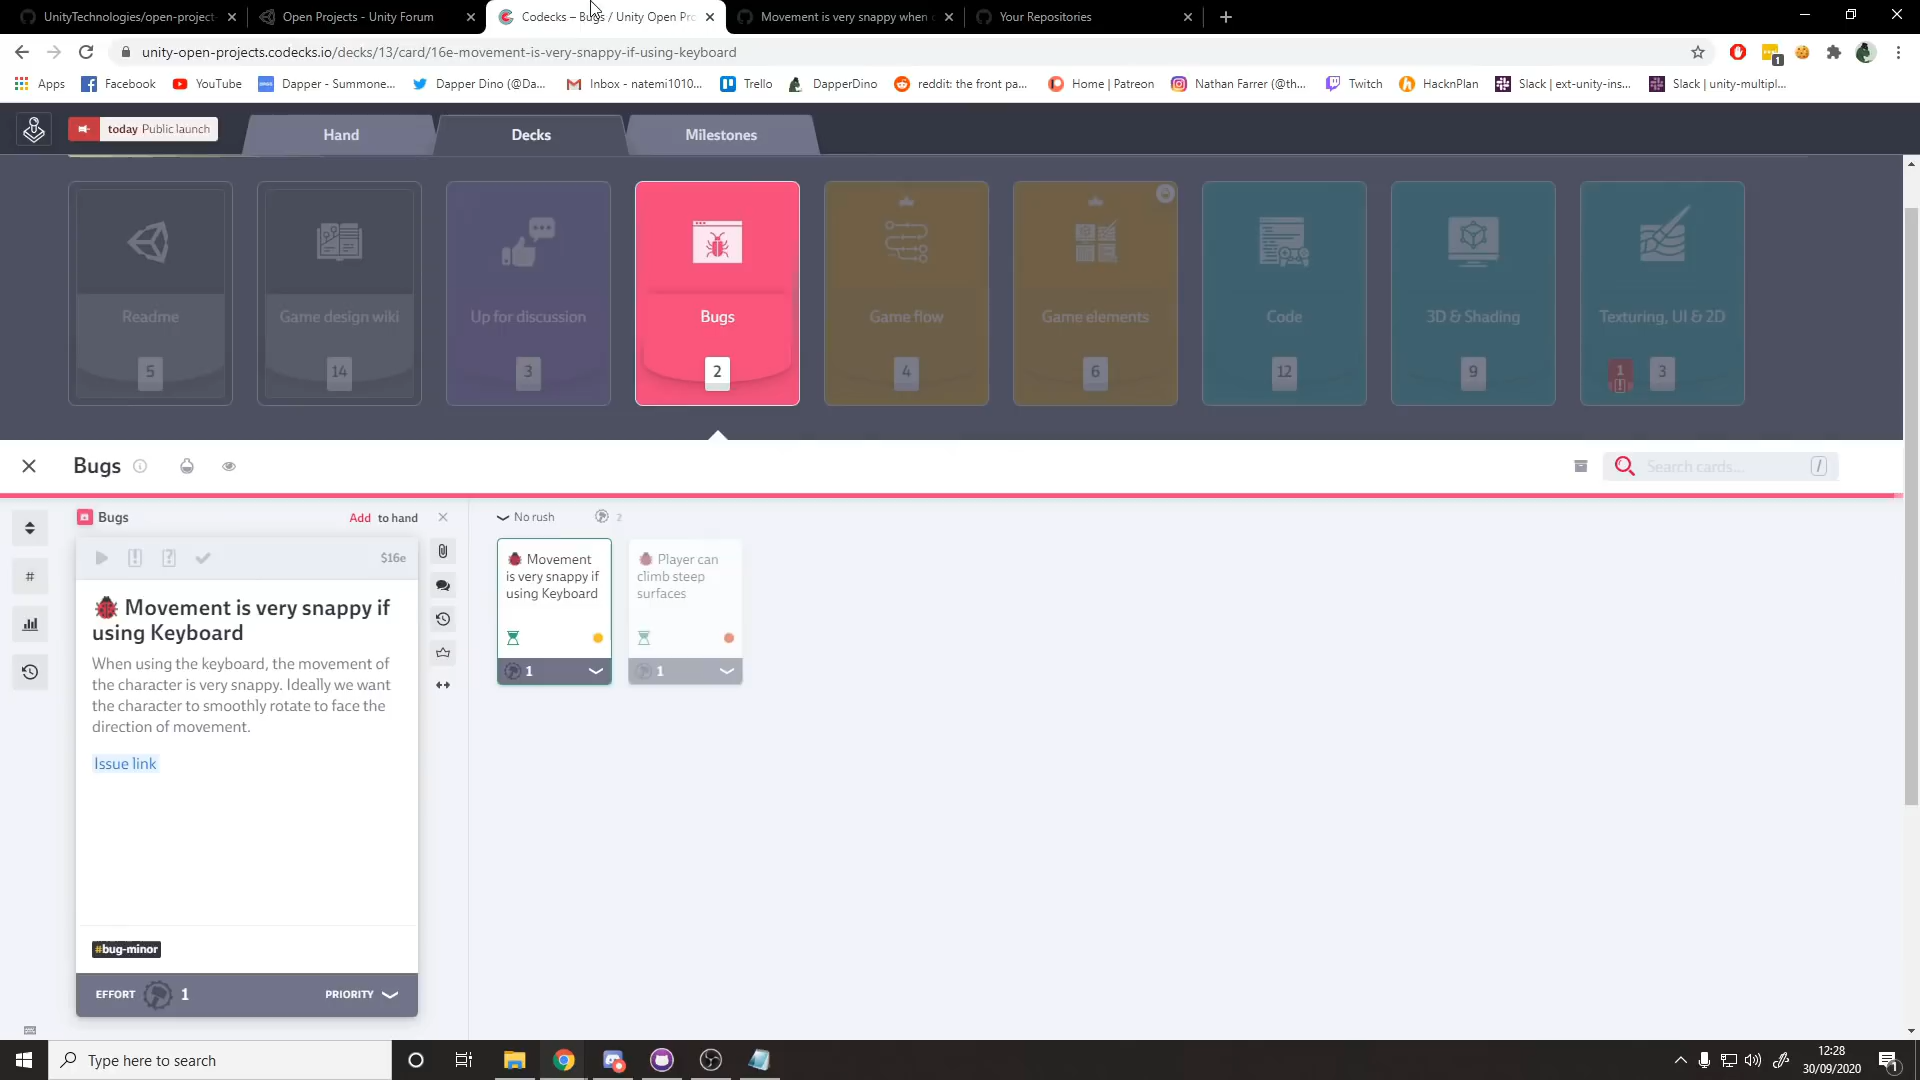 UnityTechnologies/open-project
Open Projects - Unity Forum
Codecks – Bugs / Unity Open Pro
Movement is very snappy when
Your Repositories
unity-open-projects.codecks.io/decks/13/card/16e-movement-is-very-snappy-if-using-keyboard
1
Apps
Facebook
YouTube
Dapper - Summone...
Dapper Dino (@Da...
Inbox - natemi1010...
Trello
DapperDino
reddit: the front pa...
Home | Patreon
Nathan Farrer (@th...
Twitch
HacknPlan
Slack | ext-unity-ins...
Slack | unity-multipl...
today Public launch
Hand
Decks
Milestones
Readme
Game design wiki
Up for discussion
Bugs
Game flow
Game elements
Code
3D & Shading
Texturing, UI & 2D
5
14
3
2
4
6
12
9
1
3
Bugs
Search cards...
/
Bugs
Add to hand
$16e
Movement is very snappy if
using Keyboard
When using the keyboard, the movement of
the character is very snappy. Ideally we want
the character to smoothly rotate to face the
direction of movement.
Issue link
#bug-minor
EFFORT 1
PRIORITY
#
No rush
2
Movement
is very snappy if
using Keyboard
1
Player can
climb steep
surfaces
1
Type here to search
12:28
30/09/2020
1